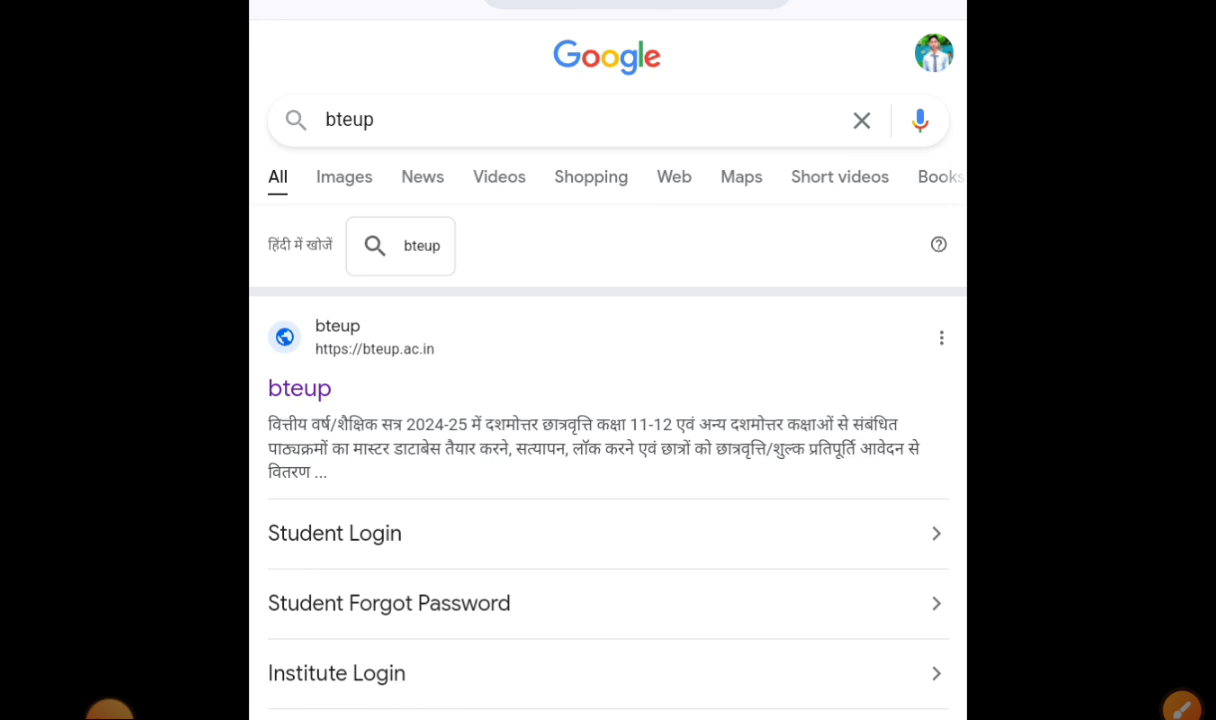 Google
bteup
All Images News Videos Shopping Web Maps Short videos Books
हिंदी में खोजें bteup
bteup
https://bteup.ac.in
bteup
वित्तीय वर्ष/शैक्षिक सत्र 2024-25 में दशमोत्तर छात्रवृत्ति कक्षा 11-12 एवं अन्य दशमोत्तर कक्षाओं से संबंधित
पाठ्यक्रमों का मास्टर डाटाबेस तैयार करने, सत्यापन, लॉक करने एवं छात्रों को छात्रवृत्ति/शुल्क प्रतिपूर्ति आवेदन से
वितरण ...
Student Login
Student Forgot Password
Institute Login